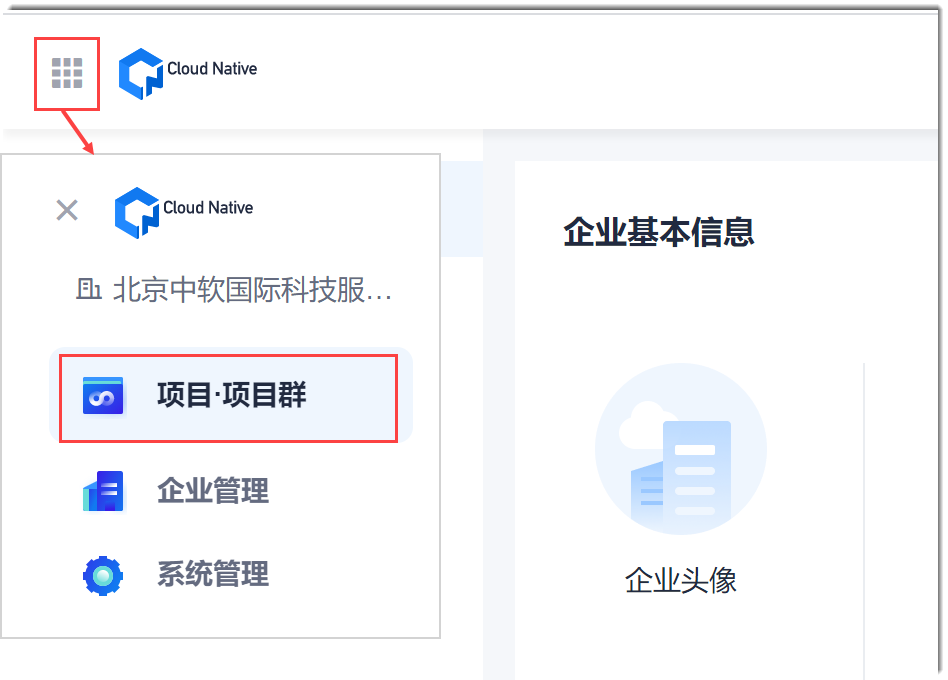 Cloud Native
Cloud Native
北京中软国际科技服...
项目·项目群
企业管理
系统管理
企业基本信息
企业头像